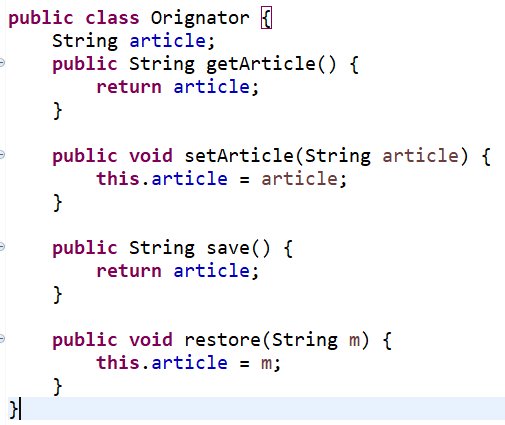 public class Orignator {
    String article;
    public String getArticle() {
        return article;
    }

    public void setArticle(String article) {
        this.article = article;
    }

    public String save() {
        return article;
    }

    public void restore(String m) {
        this.article = m;
    }
}